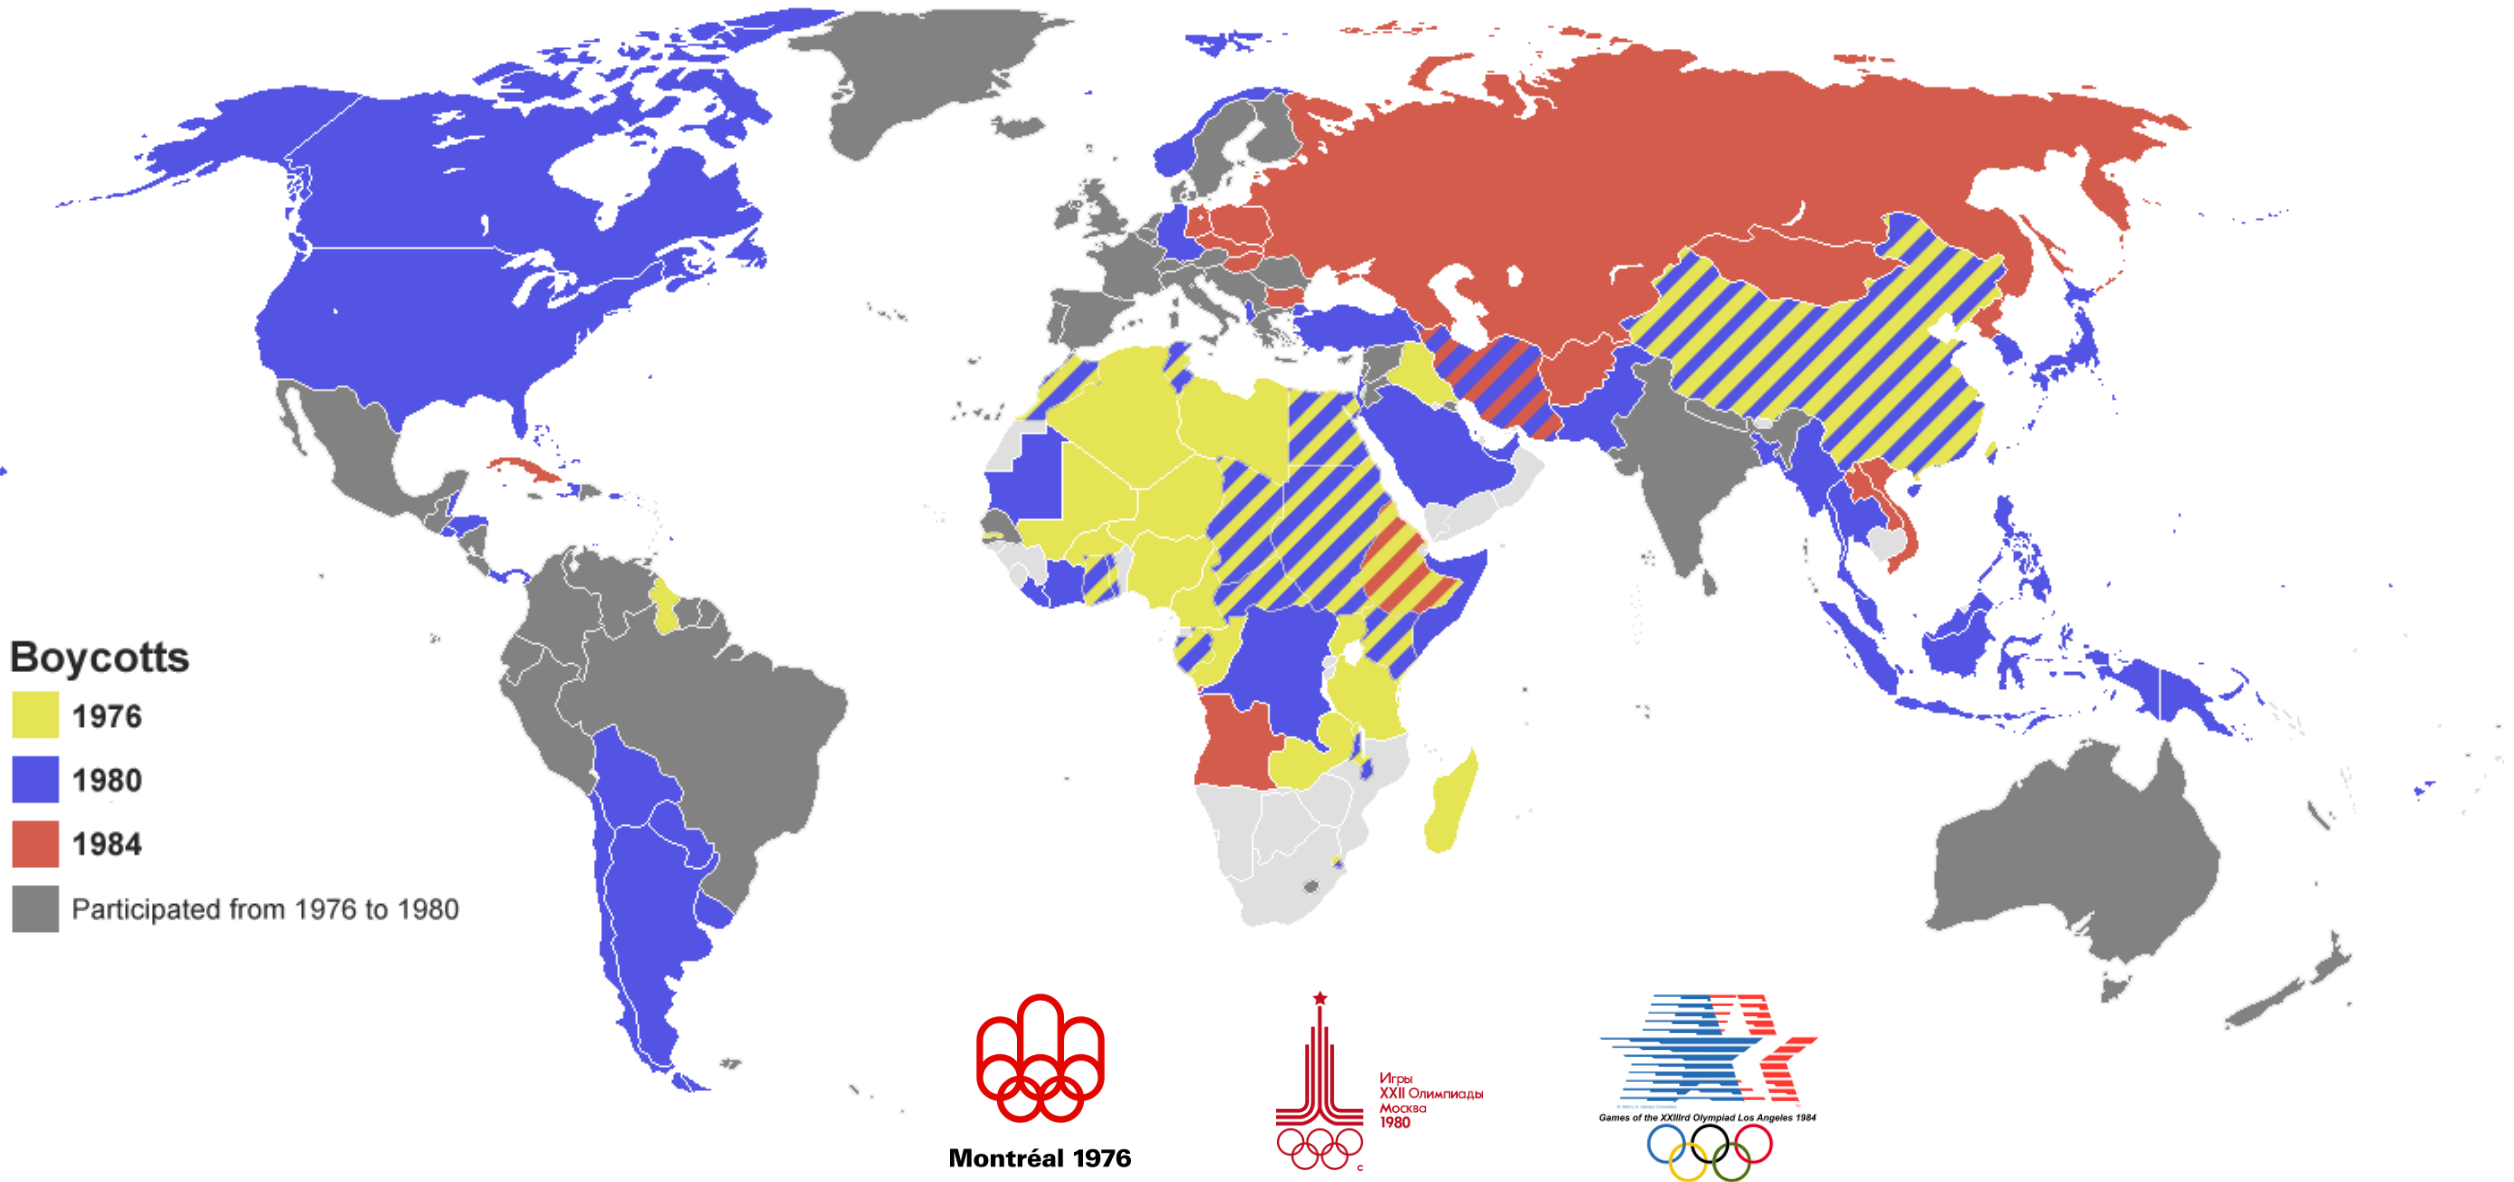 Boycotts
1976
1980
1984
Participated from 1976 to 1980
Montréal 1976
Игры
XXII Олимпиады
Москва
1980
C
Games of the XXIIIrd Olympiad Los Angeles 1984